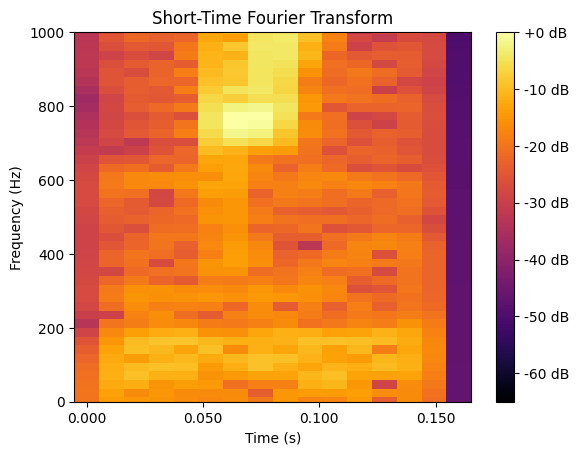 Short-Time Fourier Transform
1000
800
600
400
200
0
Frequency (Hz)
0.000
0.050
0.100
0.150
Time (s)
+0 dB
-10 dB
-20 dB
-30 dB
-40 dB
-50 dB
-60 dB